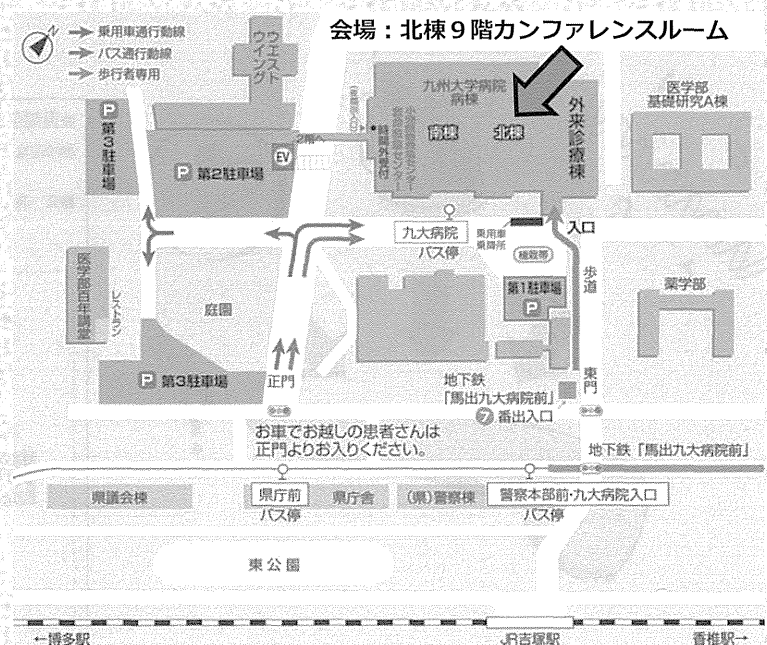 会場：北棟９階カンファレンスルーム
N
乗用車通行動線
バス通行動線
歩行者専用
ウエスト
ウイング
九州大学病院
病棟
南棟
北棟
外来診療棟
時間外受付
医学部
基礎研究A棟
P
第3駐車場
P 第2駐車場
EV
2階へ
九大病院
バス停
乗用車
乗降所
入口
植栽帯
歩道
医学部百年講堂
レストラン
庭園
第1駐車場
P
薬学部
P 第3駐車場
正門
地下鉄
「馬出九大病院前」
7 番出入口
東門
お車でお越しの患者さんは
正門よりお入りください。
地下鉄「馬出九大病院前」
県議会棟
県庁前
バス停
県庁舎
(県)警察棟
警察本部前・九大病院入口
バス停
東公園
←博多駅
JR吉塚駅
香椎駅→